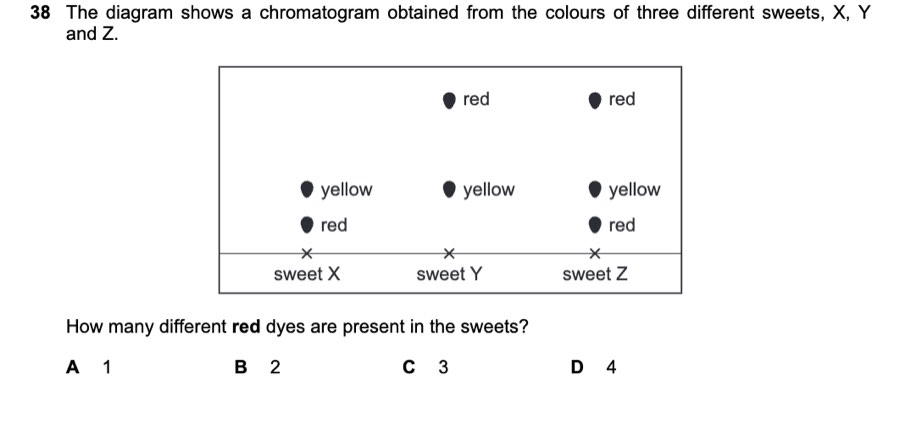 38 The diagram shows a chromatogram obtained from the colours of three different sweets, X, Y
and Z.
red red
yellow yellow yellow
red red
sweet X sweet Y sweet Z
How many different red dyes are present in the sweets?
A 1 B 2 C 3 D 4